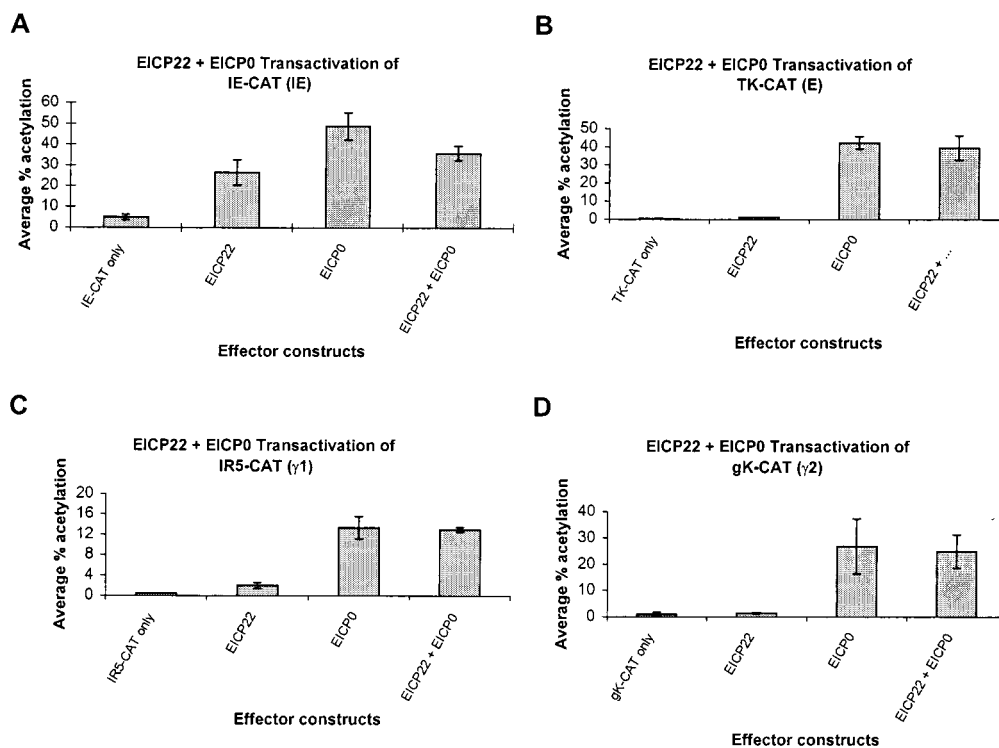 A
EICP22 + EICP0 Transactivation of
IE-CAT (IE)
Average % acetylation
60
50
40
30
20
10
0
IE-CAT only
EICP22
EICP0
EICP22 + EICP0
Effector constructs
B
EICP22 + EICP0 Transactivation of
TK-CAT (E)
Average % acetylation
50
40
30
20
10
0
TK-CAT only
EICP22
EICP0
EICP22 + ...
Effector constructs
C
EICP22 + EICP0 Transactivation of
IR5-CAT (γ1)
Average % acetylation
20
16
12
8
4
0
IR5-CAT only
EICP22
EICP0
EICP22 + EICP0
Effector constructs
D
EICP22 + EICP0 Transactivation of
gK-CAT (γ2)
Average % acetylation
40
30
20
10
0
gK-CAT only
EICP22
EICP0
EICP22 + EICP0
Effector constructs